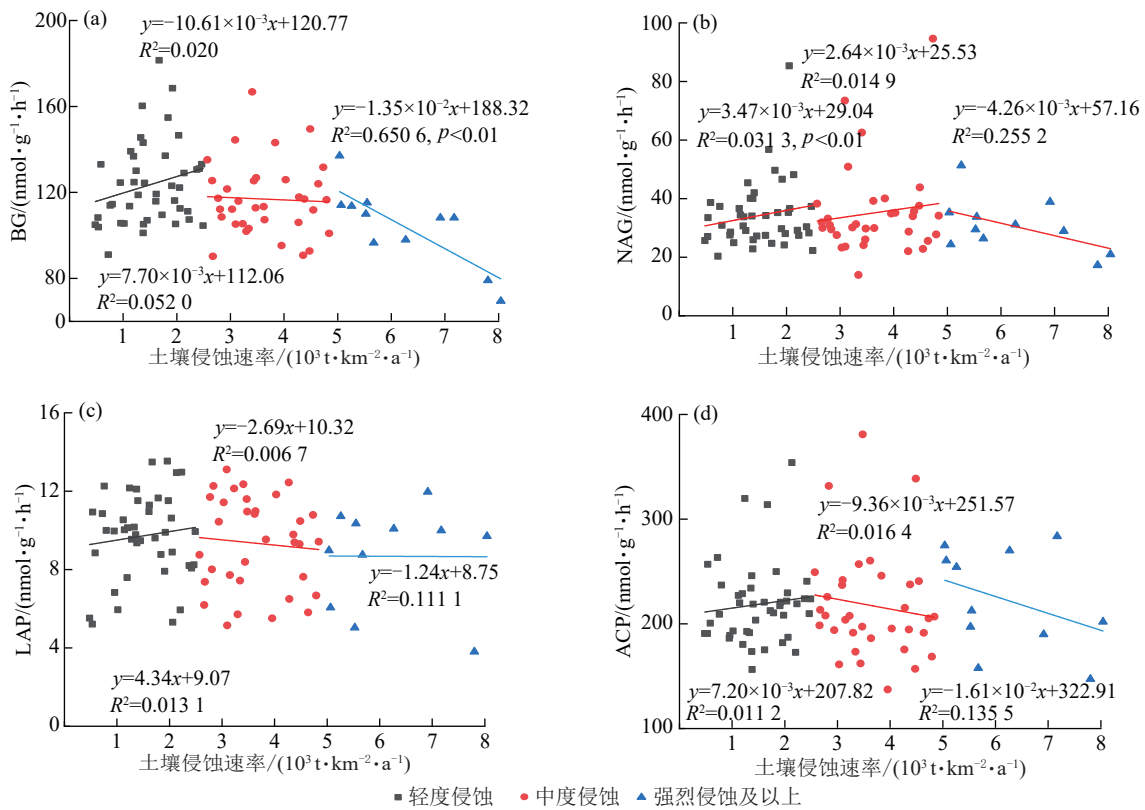 (a)
y=−10.61×10⁻³x+120.77
R²=0.020
y=−1.35×10⁻²x+188.32
R²=0.650 6, p<0.01
y=7.70×10⁻³x+112.06
R²=0.052 0
BG/(nmol·g⁻¹·h⁻¹)
200
160
120
80
0
1 2 3 4 5 6 7 8
土壤侵蚀速率/(10³ t·km⁻²·a⁻¹)
(b)
y=2.64×10⁻³x+25.53
R²=0.014 9
y=3.47×10⁻³x+29.04
R²=0.031 3, p<0.01
y=−4.26×10⁻³x+57.16
R²=0.255 2
NAG/(nmol·g⁻¹·h⁻¹)
100
80
60
40
20
0
1 2 3 4 5 6 7 8
土壤侵蚀速率/(10³ t·km⁻²·a⁻¹)
(c)
y=−2.69x+10.32
R²=0.006 7
y=−1.24x+8.75
R²=0.111 1
y=4.34x+9.07
R²=0.013 1
LAP/(nmol·g⁻¹·h⁻¹)
16
12
8
4
0
1 2 3 4 5 6 7 8
土壤侵蚀速率/(10³ t·km⁻²·a⁻¹)
(d)
y=−9.36×10⁻³x+251.57
R²=0.016 4
y=7.20×10⁻³x+207.82
R²=0.011 2
y=−1.61×10⁻²x+322.91
R²=0.135 5
ACP/(nmol·g⁻¹·h⁻¹)
400
300
200
100
1 2 3 4 5 6 7 8
土壤侵蚀速率/(10³ t·km⁻²·a⁻¹)
轻度侵蚀 中度侵蚀 强烈侵蚀及以上